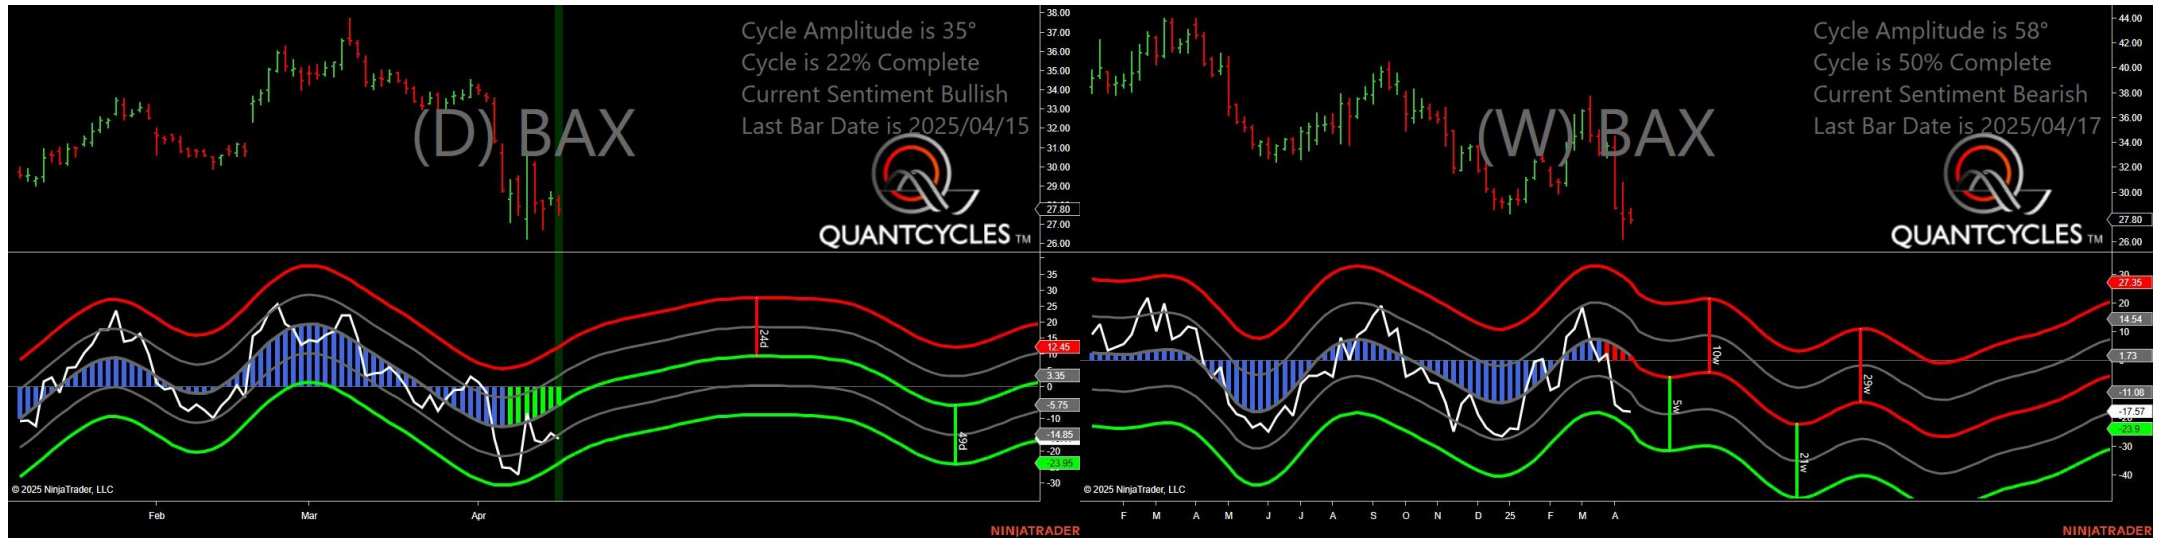 Cycle Amplitude is 35°
Cycle is 22% Complete
Current Sentiment Bullish
Last Bar Date is 2025/04/15
(D) BAX
QUANTCYCLES TM
38.00
37.00
36.00
35.00
34.00
33.00
32.00
31.00
30.00
29.00
27.80
27.00
26.00
35
30
25
20
15
10
12.45
3.35
0
-5.75
-10
-14.85
-20
-23.95
-30
24d
49d
© 2025 NinjaTrader, LLC
Feb Mar Apr
NINJATRADER
Cycle Amplitude is 58°
Cycle is 50% Complete
Current Sentiment Bearish
Last Bar Date is 2025/04/17
(W) BAX
QUANTCYCLES TM
44.00
42.00
40.00
38.00
36.00
34.00
32.00
30.00
27.80
26.00
30
27.35
20
14.54
10
1.73
-11.08
-17.57
-23.9
-30
-40
10w
5w
29w
21w
© 2025 NinjaTrader, LLC
F M A M J J A S O N D 25 F M A
NINJATRADER